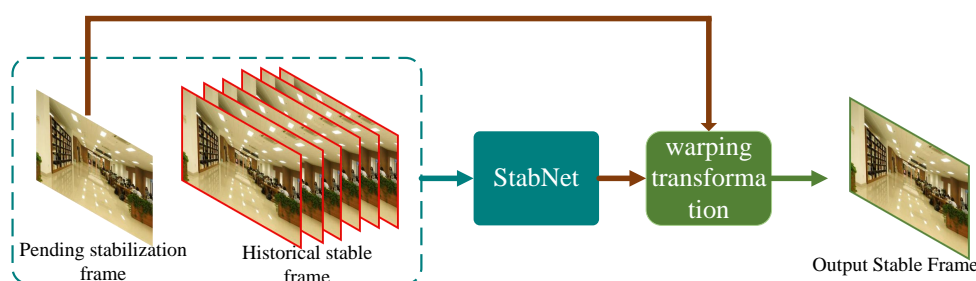 Pending stabilization
frame
Historical stable
frame
StabNet
warping
transforma
tion
Output Stable Frame